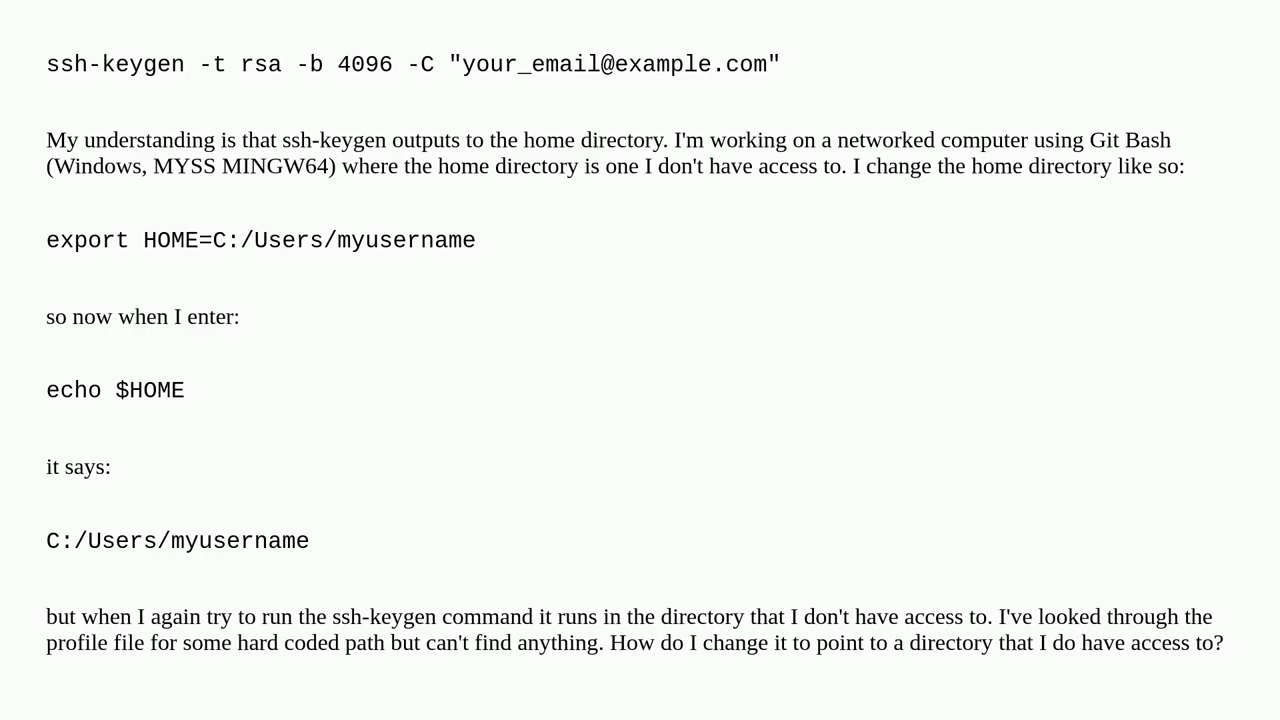 ssh-keygen -t rsa -b 4096 -C "your_email@example.com"
My understanding is that ssh-keygen outputs to the home directory. I'm working on a networked computer using Git Bash
(Windows, MYSS MINGW64) where the home directory is one I don't have access to. I change the home directory like so:
export HOME=C:/Users/myusername
so now when I enter:
echo $HOME
it says:
C:/Users/myusername
but when I again try to run the ssh-keygen command it runs in the directory that I don't have access to. I've looked through the
profile file for some hard coded path but can't find anything. How do I change it to point to a directory that I do have access to?